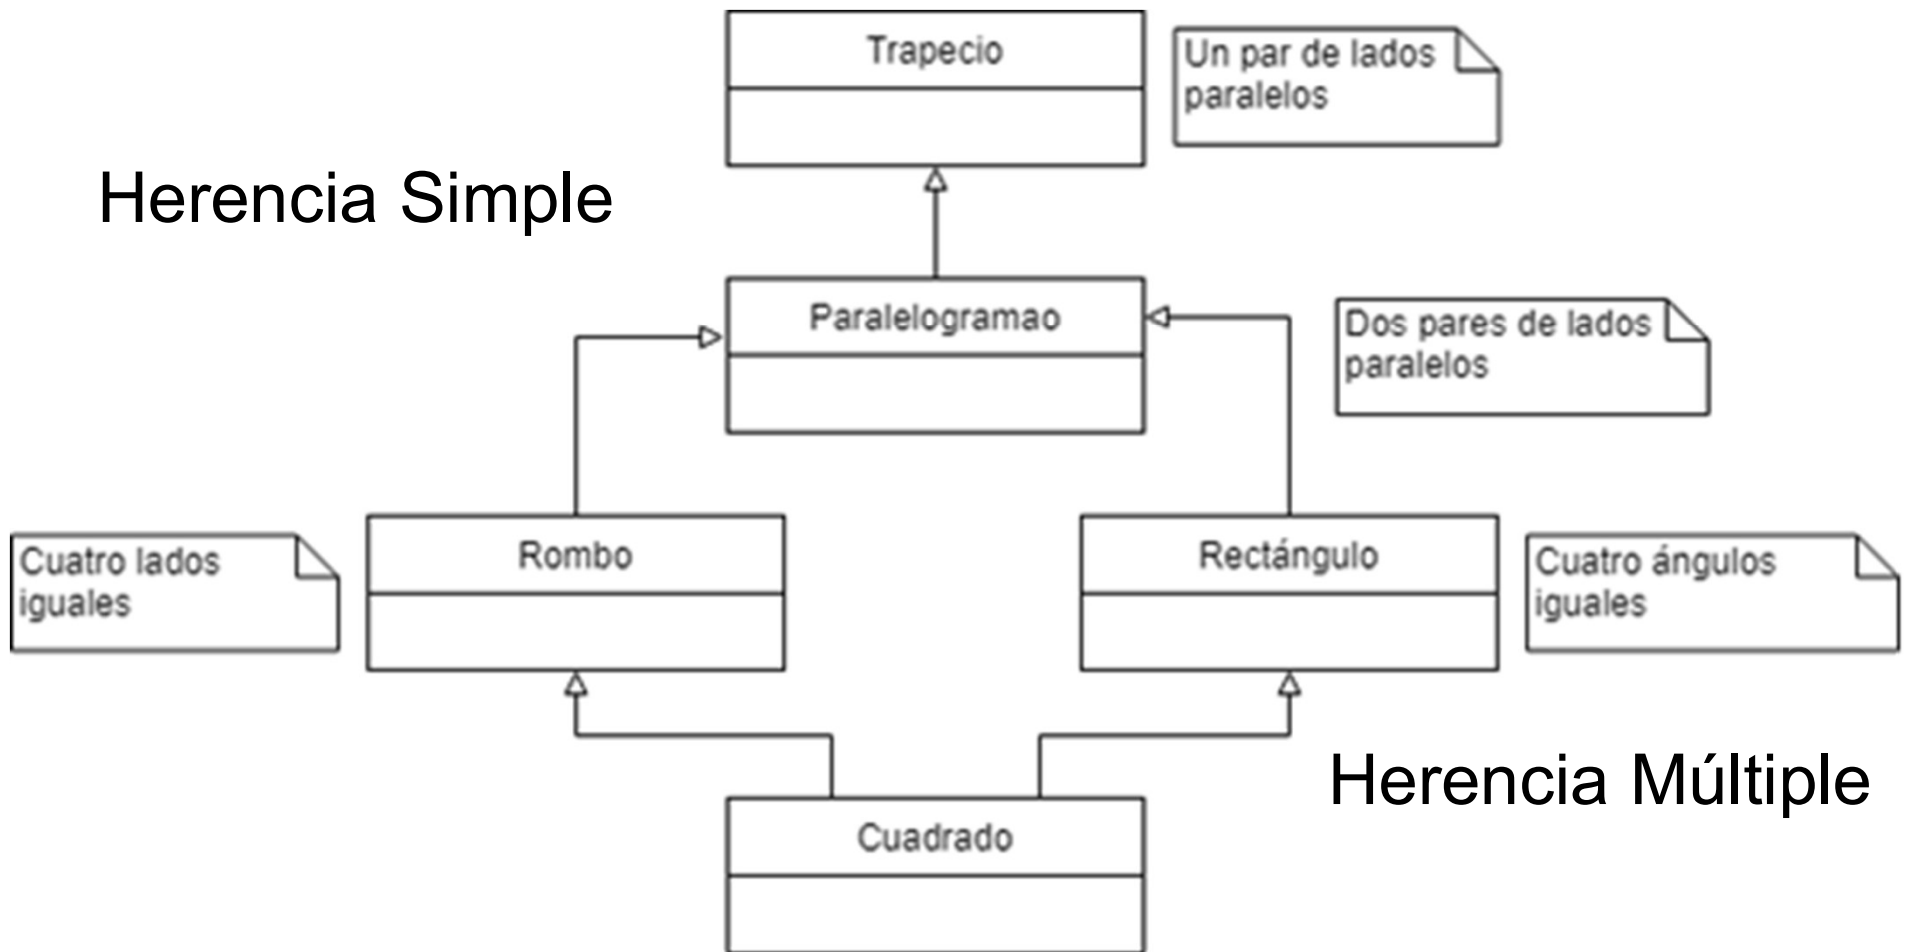 Trapecio
Un par de lados
paralelos
Herencia Simple
Paralelogramao
Dos pares de lados
paralelos
Cuatro lados
iguales
Rombo
Rectángulo
Cuatro ángulos
iguales
Herencia Múltiple
Cuadrado